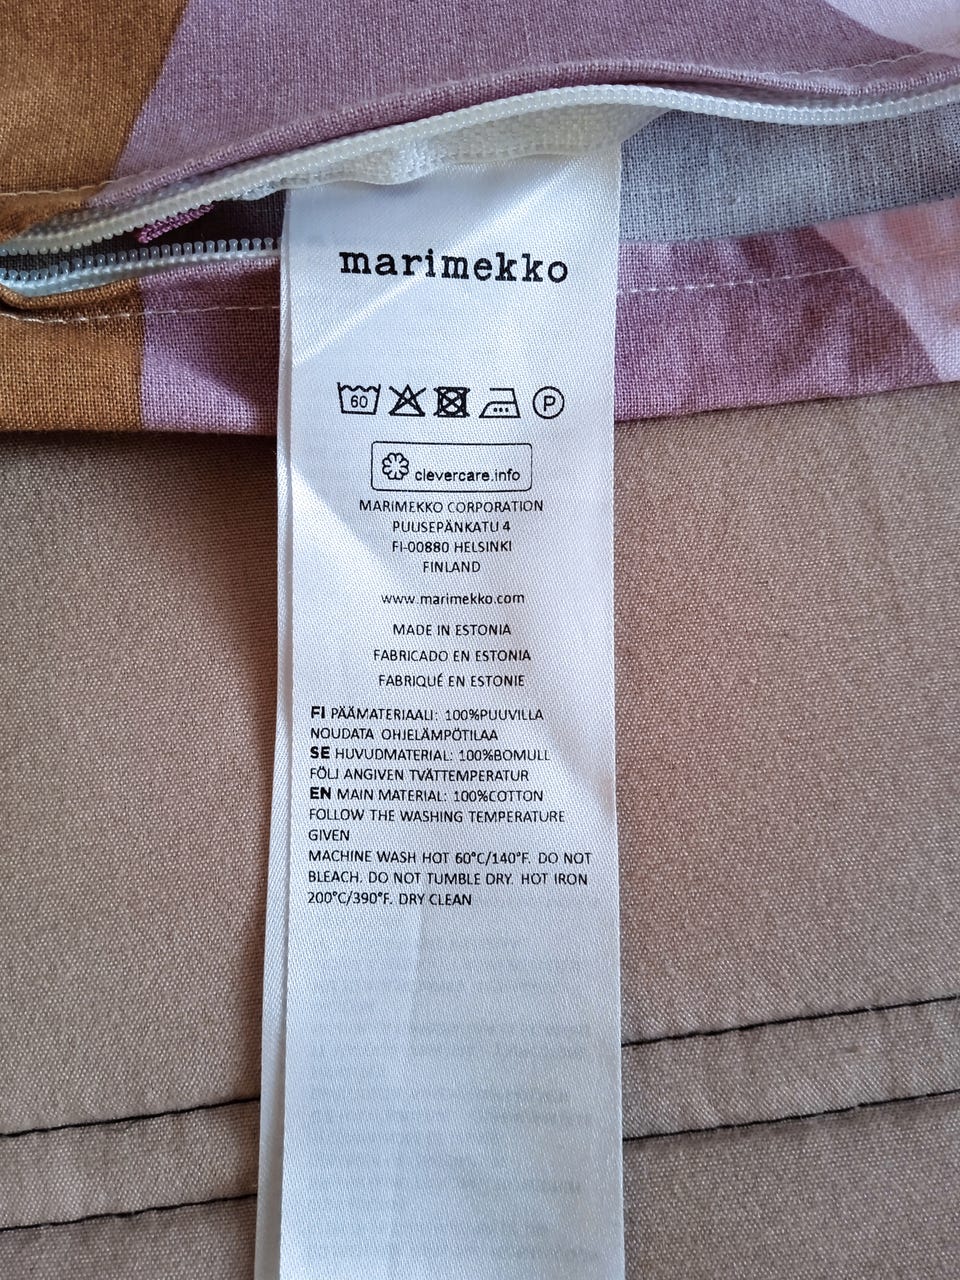 marimekko
60 P
clevercare.info
MARIMEKKO CORPORATION
PUUSEPÄNKATU 4
FI-00880 HELSINKI
FINLAND
www.marimekko.com
MADE IN ESTONIA
FABRICADO EN ESTONIA
FABRIQUÉ EN ESTONIE
FI PÄÄMATERIAALI: 100%PUUVILLA
NOUDATA OHJELÄMPÖTILAA
SE HUVUDMATERIAL: 100%BOMULL
FÖLJ ANGIVEN TVÄTTEMPERATUR
EN MAIN MATERIAL: 100%COTTON
FOLLOW THE WASHING TEMPERATURE
GIVEN
MACHINE WASH HOT 60°C/140°F. DO NOT
BLEACH. DO NOT TUMBLE DRY. HOT IRON
200°C/390°F. DRY CLEAN